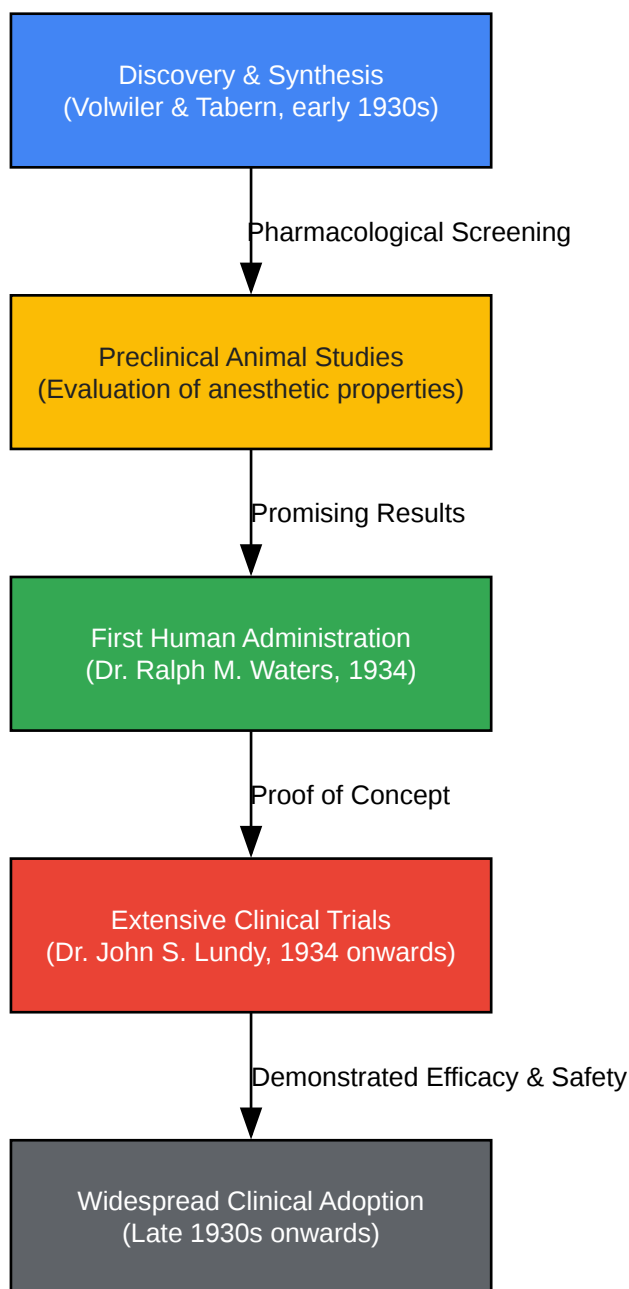 Discovery & Synthesis
(Volwiler & Tabern, early 1930s)
Pharmacological Screening
Preclinical Animal Studies
(Evaluation of anesthetic properties)
Promising Results
First Human Administration
(Dr. Ralph M. Waters, 1934)
Proof of Concept
Extensive Clinical Trials
(Dr. John S. Lundy, 1934 onwards)
Demonstrated Efficacy & Safety
Widespread Clinical Adoption
(Late 1930s onwards)